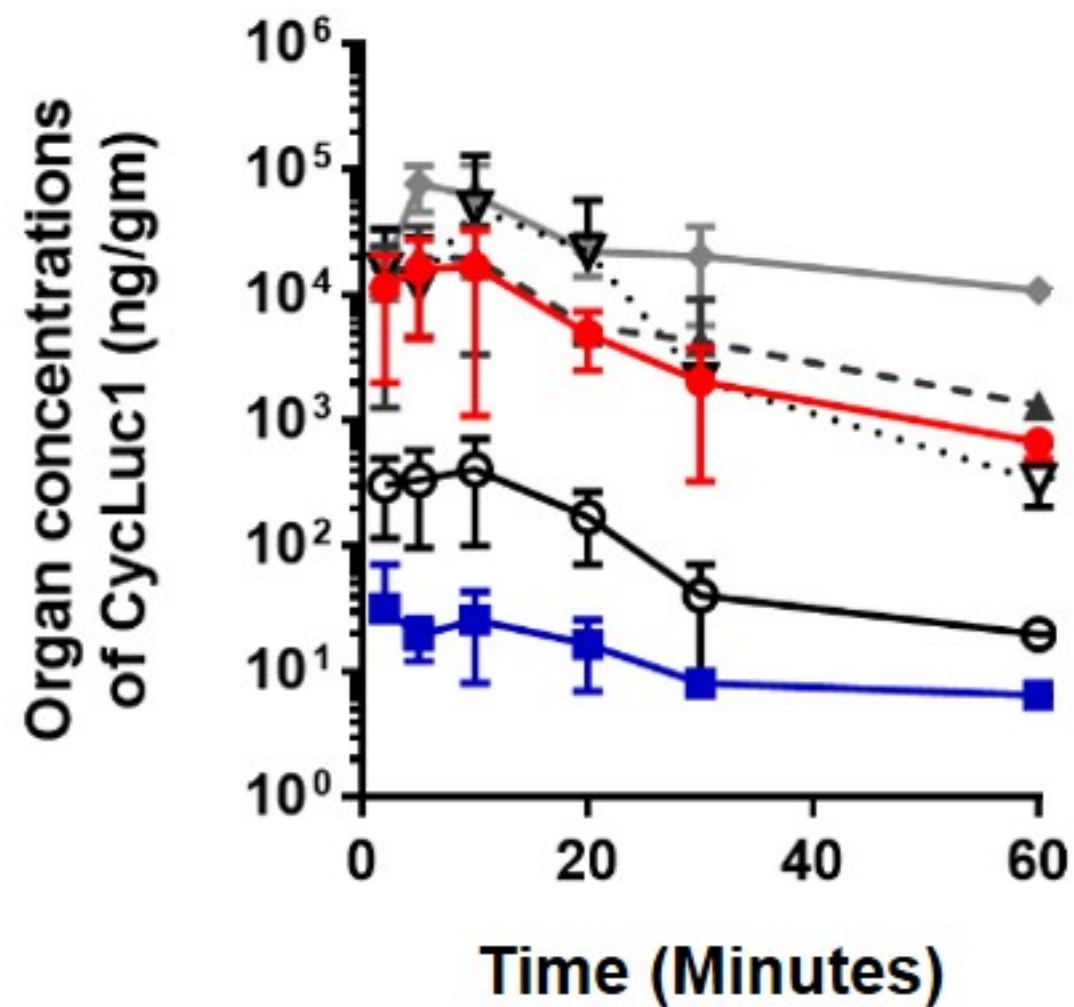 Organ concentrations
of CycLuc1 (ng/gm)
10⁶
10⁵
10⁴
10³
10²
10¹
10⁰
0 20 40 60
Time (Minutes)